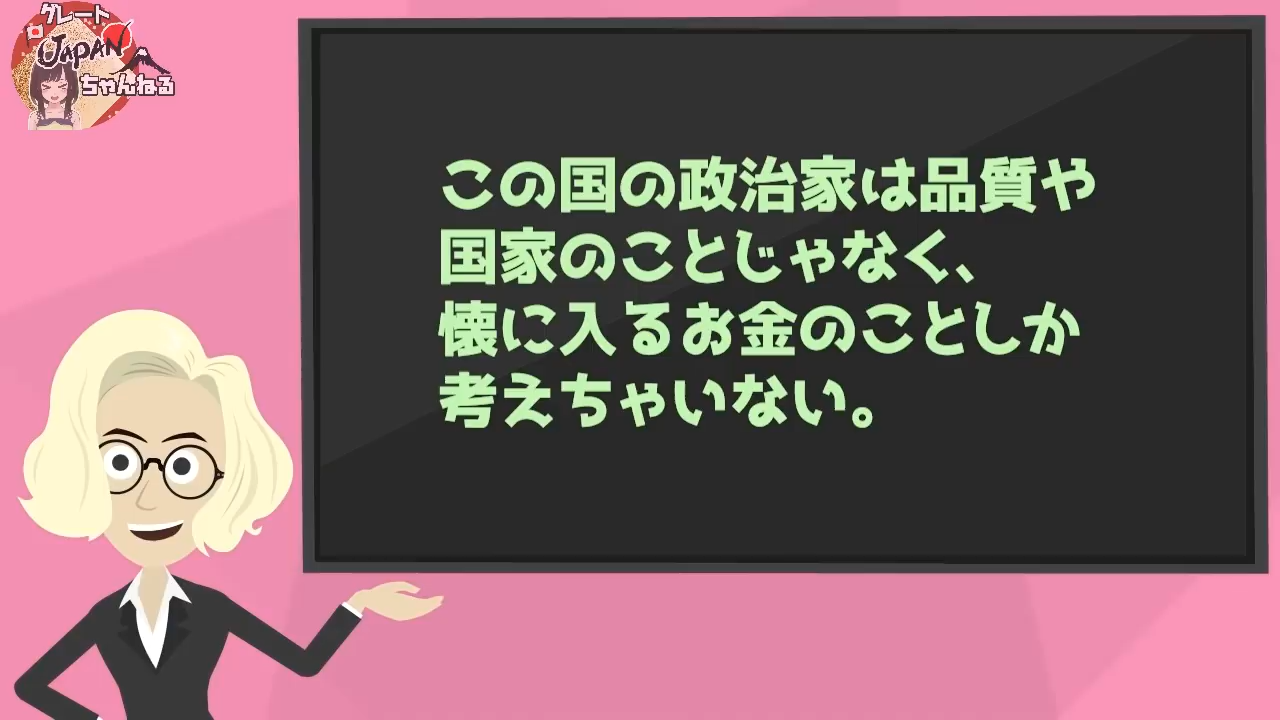 グレート
JAPAN
ちゃんねる
この国の政治家は品質や
国家のことじゃなく、
懐に入るお金のことしか
考えちゃいない。